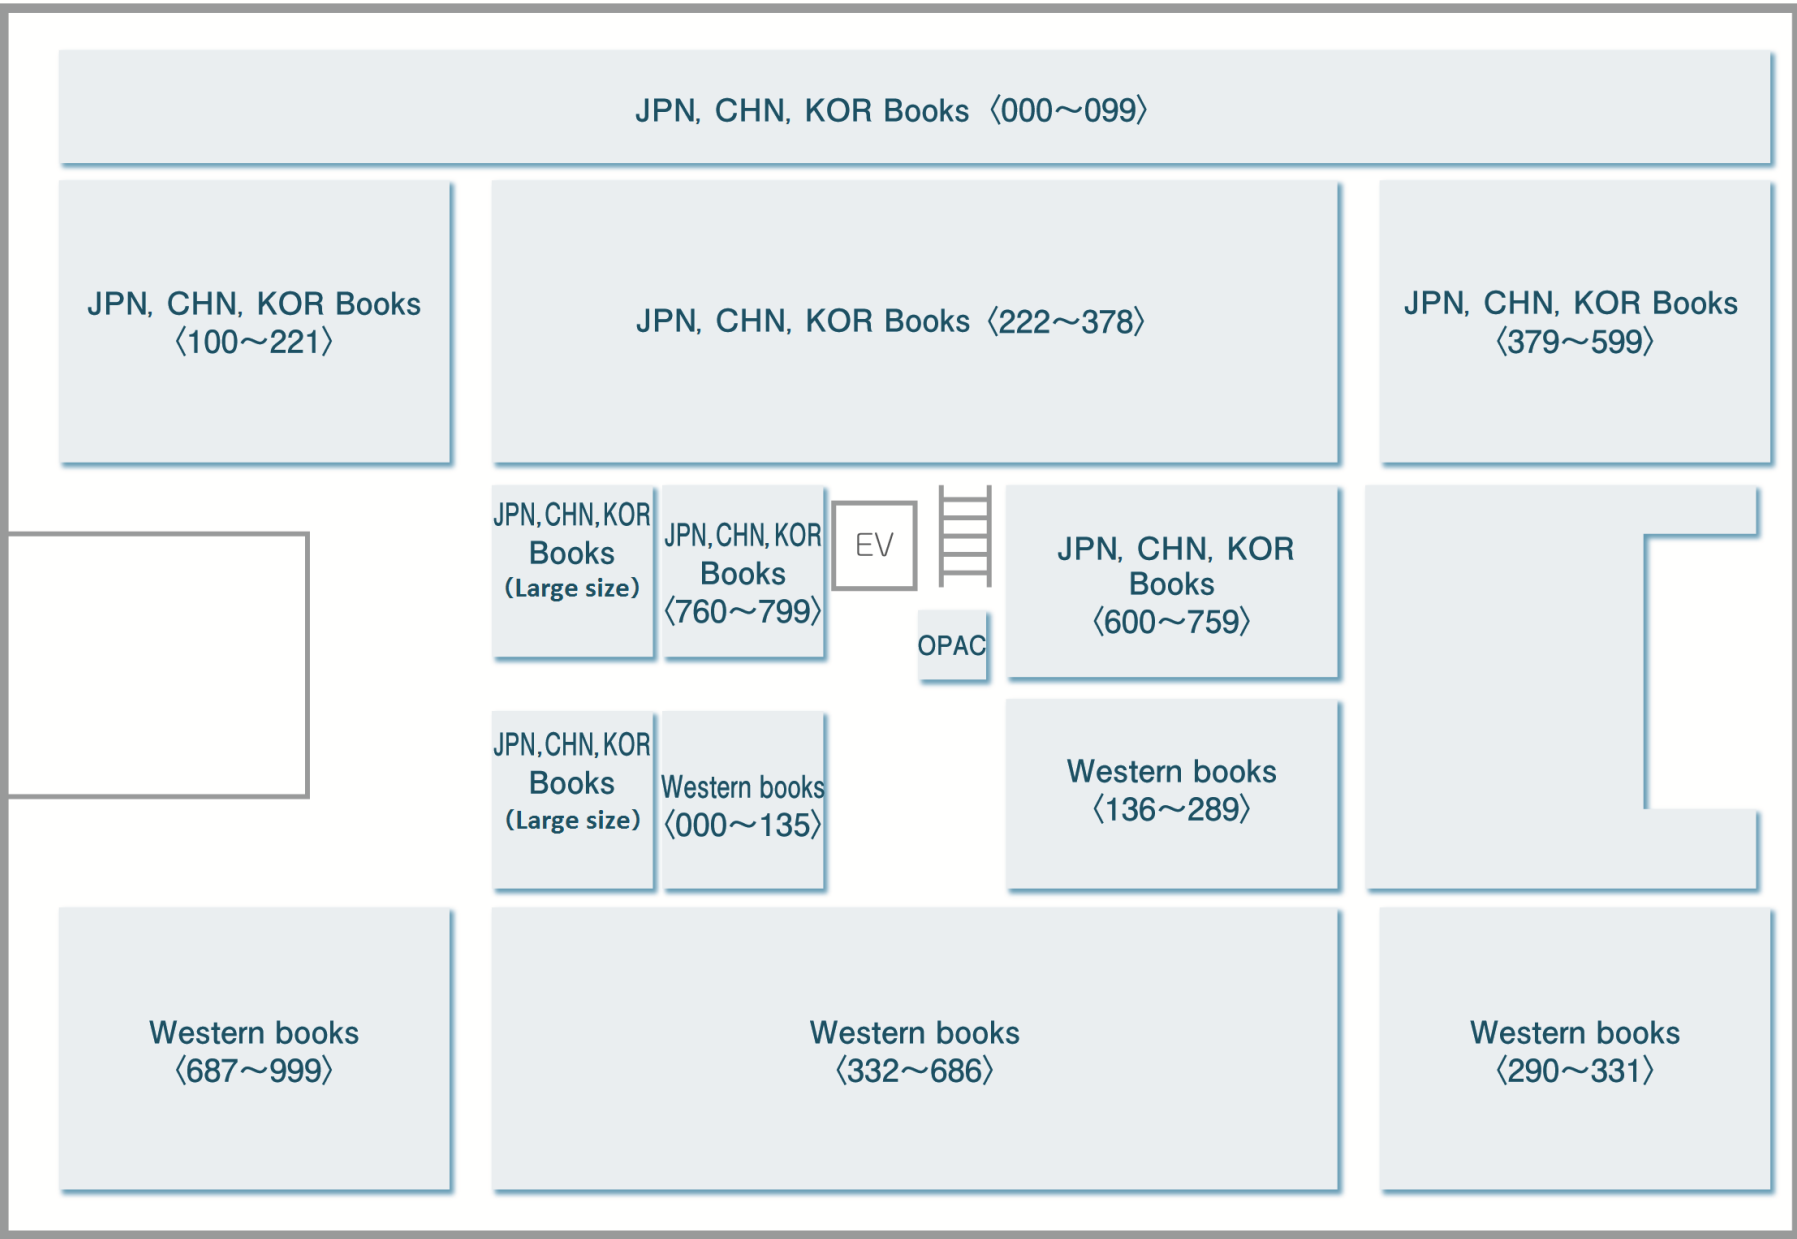 JPN, CHN, KOR Books〈000～099〉
JPN, CHN, KOR Books
〈100～221〉
JPN, CHN, KOR Books〈222～378〉
JPN, CHN, KOR Books
〈379～599〉
JPN, CHN, KOR
Books
(Large size)
JPN, CHN, KOR
Books
〈760～799〉
EV
OPAC
JPN, CHN, KOR
Books
〈600～759〉
JPN, CHN, KOR
Books
(Large size)
Western books
〈000～135〉
Western books
〈136～289〉
Western books
〈687～999〉
Western books
〈332～686〉
Western books
〈290～331〉